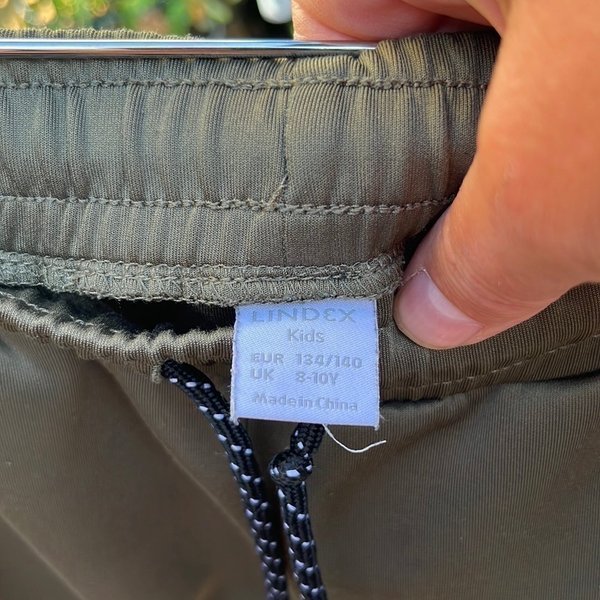 LINDEX
Kids
EUR 134/140
UK 8-10Y
Made in China